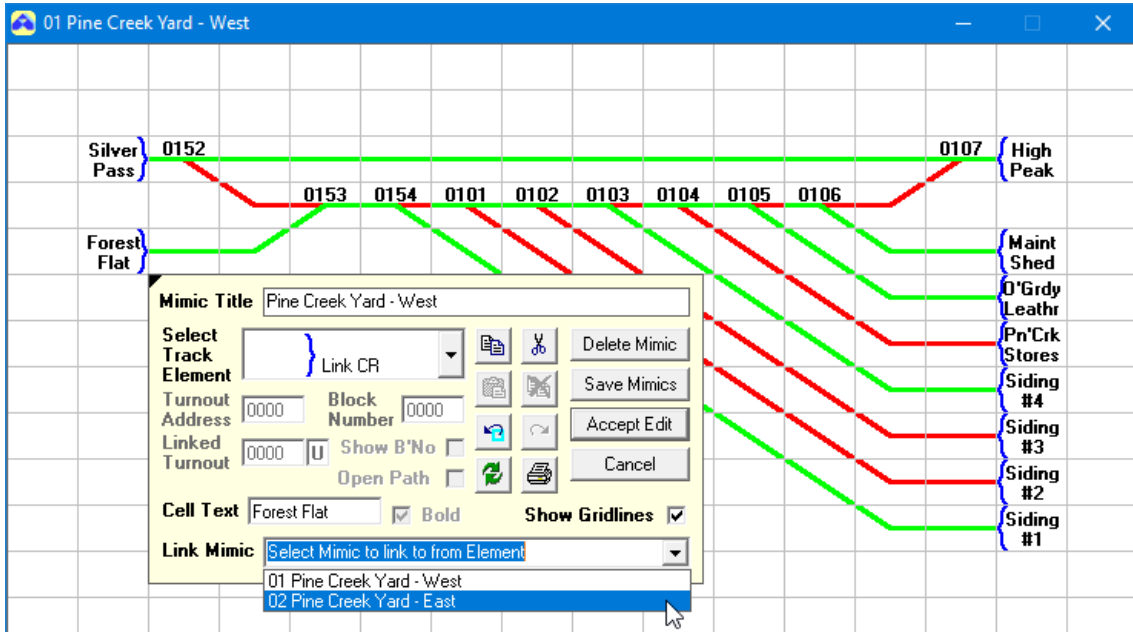 01 Pine Creek Yard - West
Silver
Pass
0152
0107
High
Peak
0153
0154
0101
0102
0103
0104
0105
0106
Forest
Flat
Maint
Shed
O'Grdy
Leathr
Pn'Crk
Stores
Siding
#4
Siding
#3
Siding
#2
Siding
#1
Mimic Title
Pine Creek Yard - West
Select
Track
Element
Link CR
Delete Mimic
Turnout
Address
0000
Block
Number
0000
Save Mimics
Linked
Turnout
0000
U
Show B'No
Accept Edit
Open Path
Cancel
Cell Text
Forest Flat
Bold
Show Gridlines
Link Mimic
Select Mimic to link to from Element
01 Pine Creek Yard - West
02 Pine Creek Yard - East